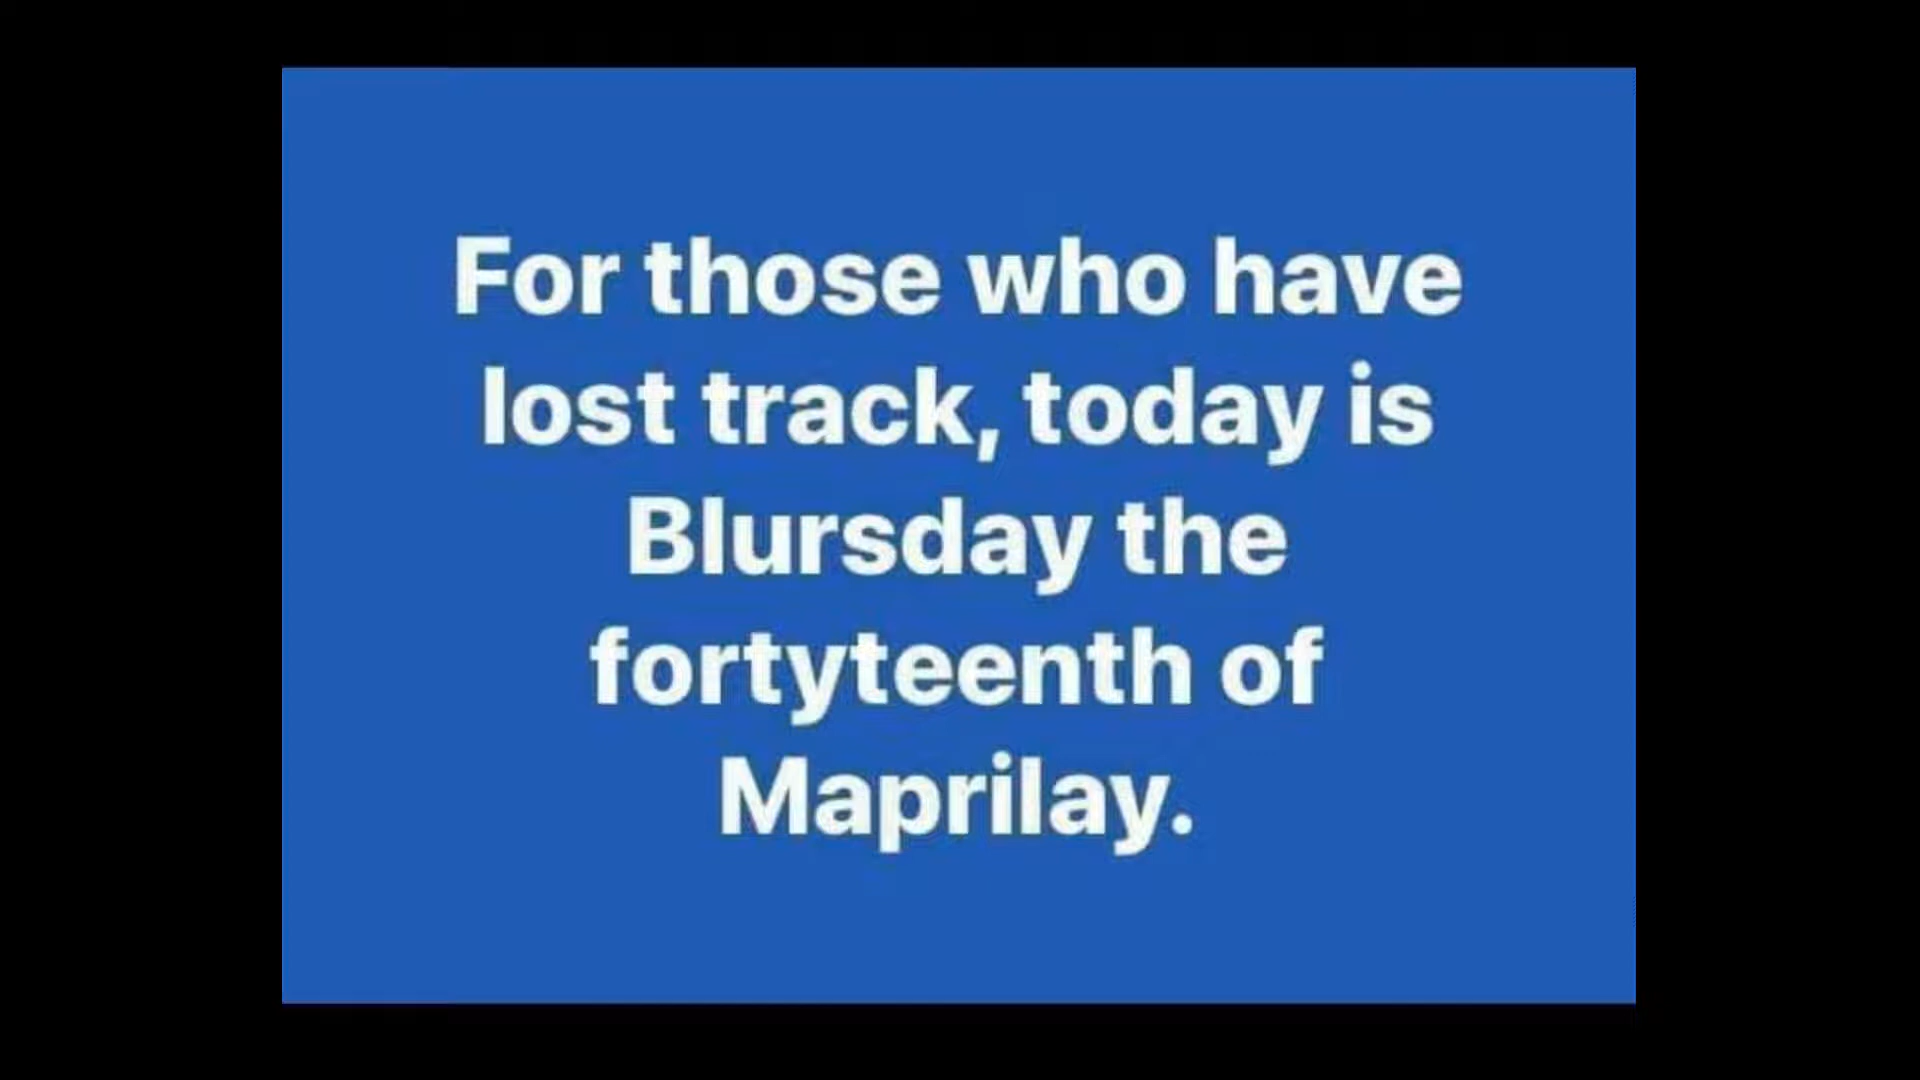 For those who have
lost track, today is
Blursday the
fortyteenth of
Maprilay.